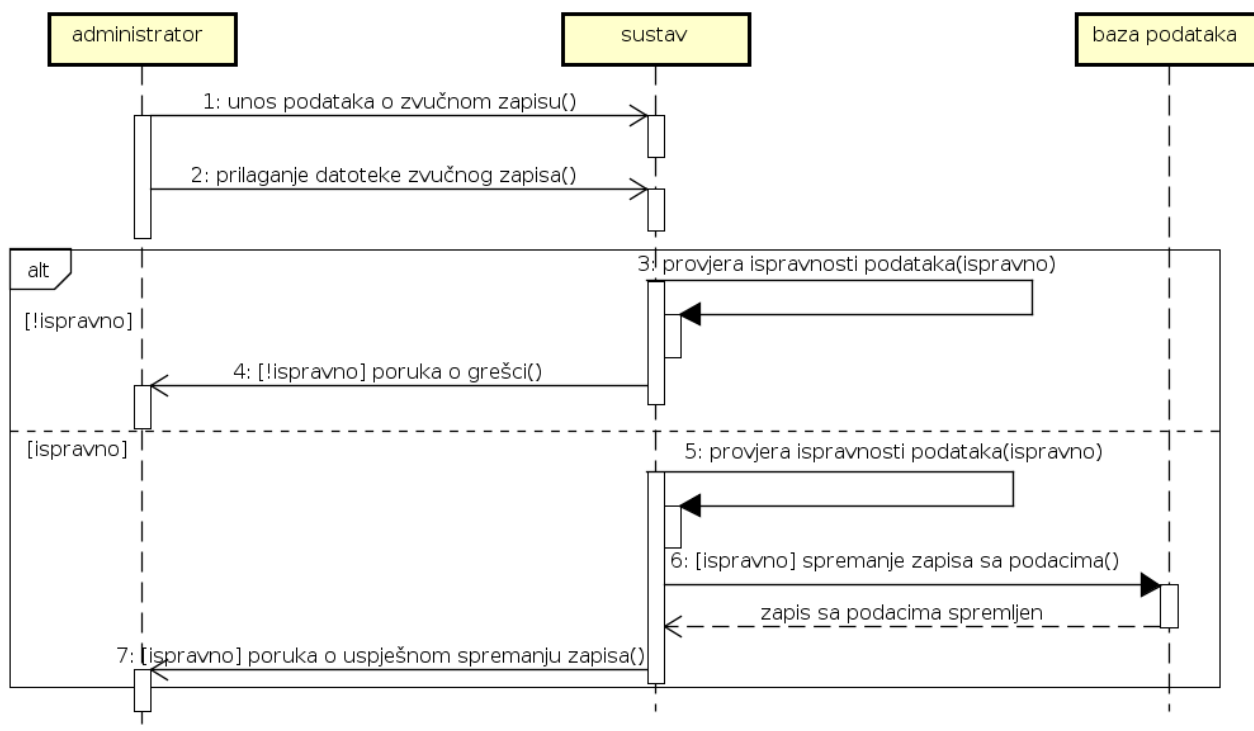 administrator
sustav
baza podataka
1: unos podataka o zvučnom zapisu()
2: prilaganje datoteke zvučnog zapisa()
alt
3: provjera ispravnosti podataka(ispravno)
[!ispravno]
4: [!ispravno] poruka o grešci()
[ispravno]
5: provjera ispravnosti podataka(ispravno)
6: [ispravno] spremanje zapisa sa podacima()
zapis sa podacima spremljen
7: [ispravno] poruka o uspješnom spremanju zapisa()